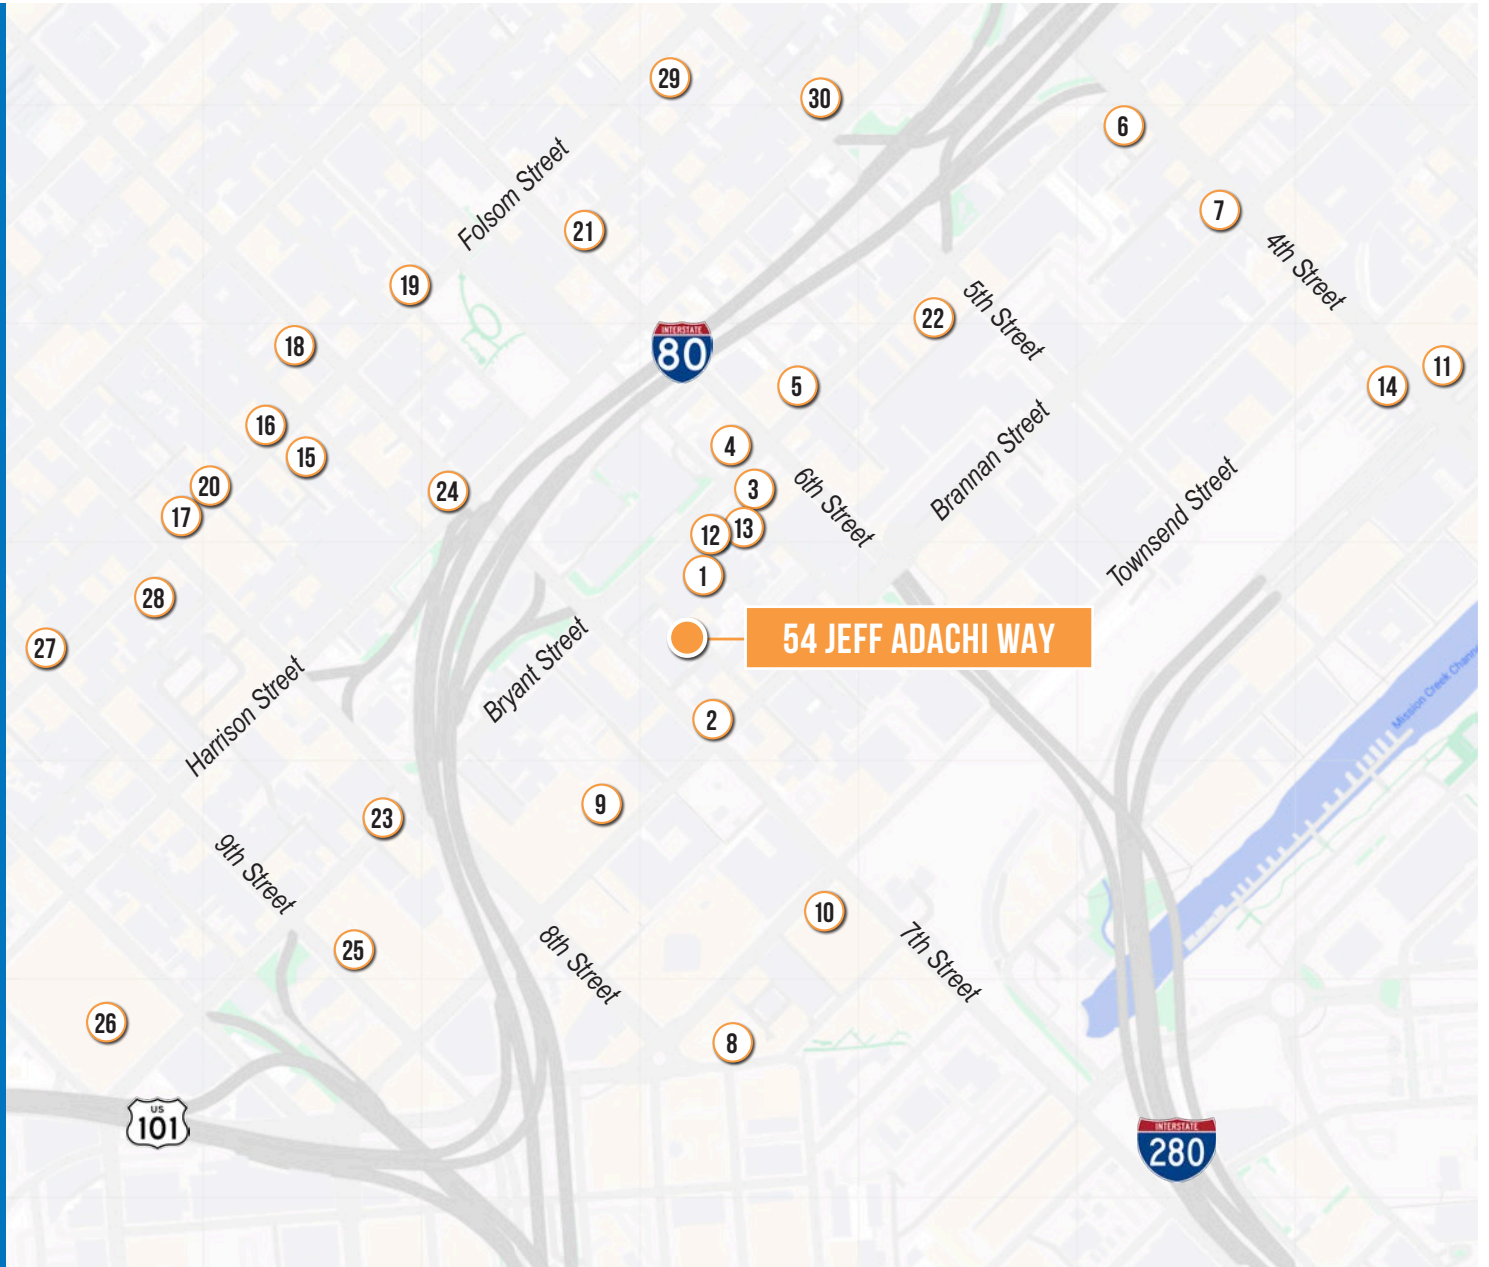 29
30
6
Folsom Street
7
21
4th Street
19
5th Street
22
18
INTERSTATE
80
11
14
5
16
4
15
Brannan Street
20
24
3
6th Street
17
12
13
Townsend Street
1
28
54 JEFF ADACHI WAY
27
Bryant Street
Harrison Street
Mission Creek Channe
2
9
23
9th Street
10
8th Street
7th Street
25
26
8
US
101
INTERSTATE
280